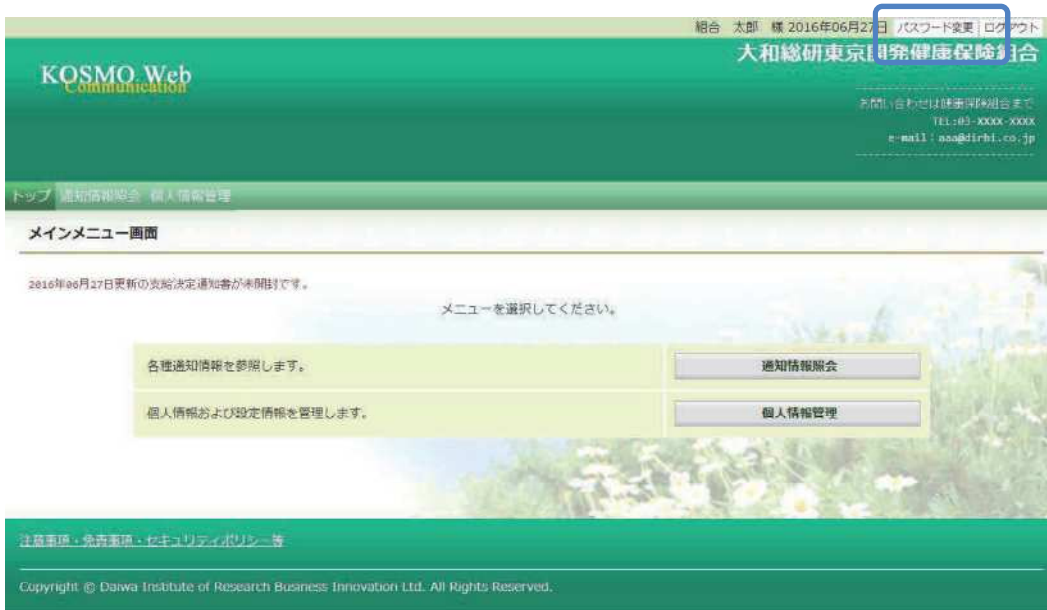 組合 太郎 様 2016年06月27日 パスワード変更 ログアウト
大和総研東京開発健康保険組合
KOSMO Web
Communication
お問い合わせは健康保険組合まで
TEL:03-XXXX-XXXX
e-mail：aaa@dirhi.co.jp
トップ 通知情報照会 個人情報管理
メインメニュー画面
2016年06月27日更新の支給決定通知書が未開封です。
メニューを選択してください。
各種通知情報を参照します。 通知情報照会
個人情報および設定情報を管理します。 個人情報管理
注意事項・免責事項・セキュリティポリシー等
Copyright © Daiwa Institute of Research Business Innovation Ltd. All Rights Reserved.